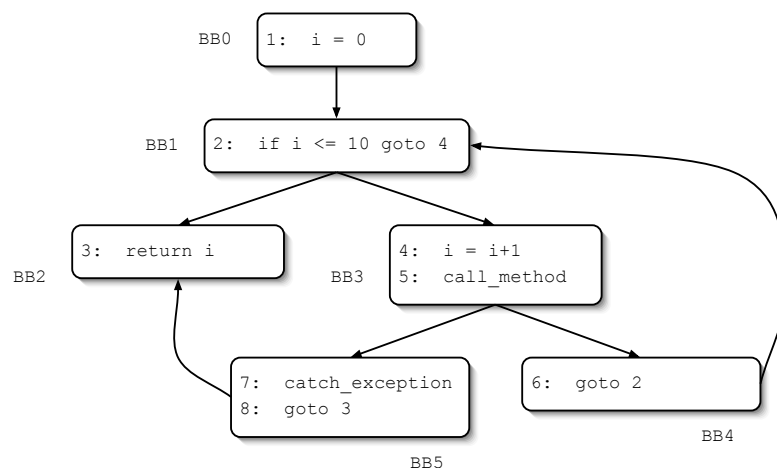 BB0
1:  i = 0
BB1
2:  if i <= 10 goto 4
BB2
3:  return i
BB3
4:  i = i+1
5:  call_method
7:  catch_exception
8:  goto 3
BB5
6:  goto 2
BB4